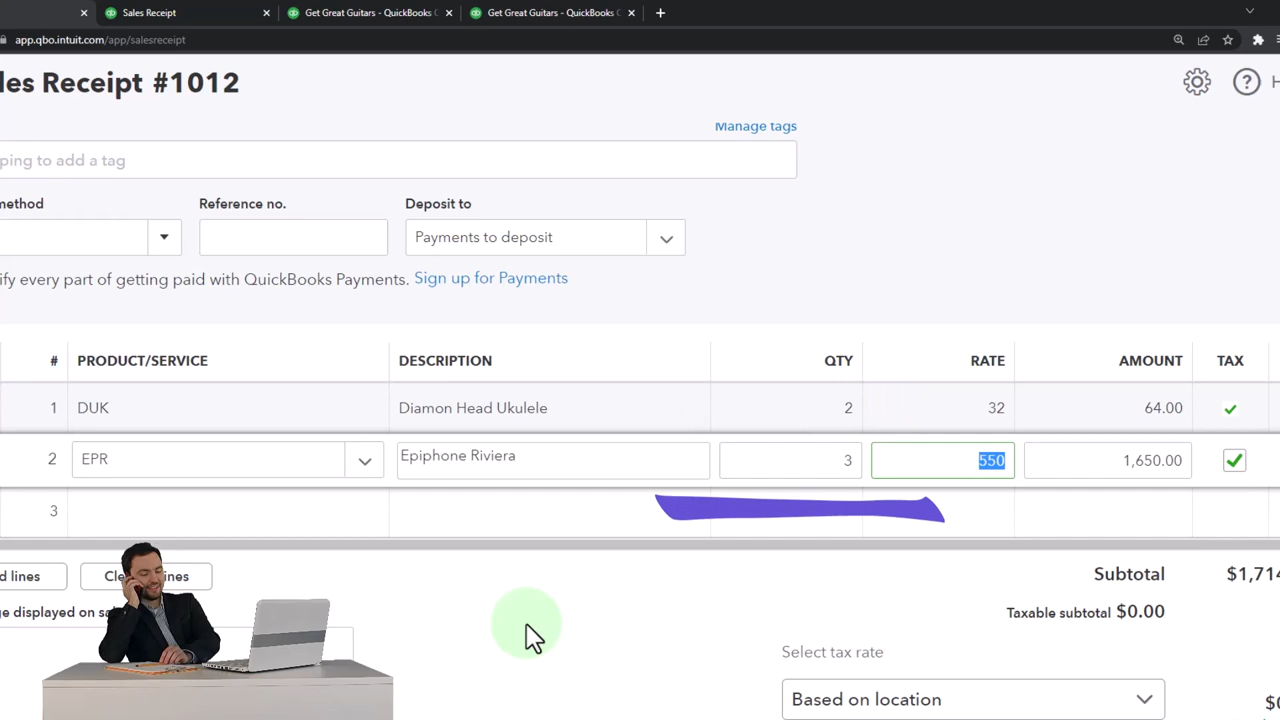 Sales Receipt
Get Great Guitars - QuickBooks
Get Great Guitars - QuickBooks
app.qbo.intuit.com/app/salesreceipt
les Receipt #1012
Manage tags
ping to add a tag
method
Reference no.
Deposit to
Payments to deposit
ify every part of getting paid with QuickBooks Payments. Sign up for Payments
# PRODUCT/SERVICE DESCRIPTION QTY RATE AMOUNT TAX
1 DUK Diamon Head Ukulele 2 32 64.00
2 EPR Epiphone Riviera 3 550 1,650.00
3
d lines
Subtotal $1,714
ge displayed on
Taxable subtotal $0.00
Select tax rate
Based on location